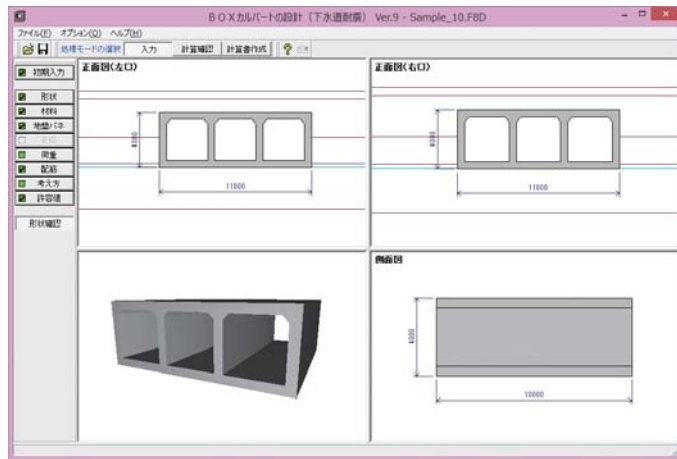 BOXカルバートの設計（下水道耐震） Ver.9 - Sample_10.F8D
ファイル(F) オプション(O) ヘルプ(H)
処理モードの選択 入力 計算確認 計算書作成
初期入力
形状
材料
地盤バネ
荷重
配筋
考え方
許容値
形状確認
正面図(左口)
4000
11000
正面図(右口)
4000
11000
側面図
4000
10000